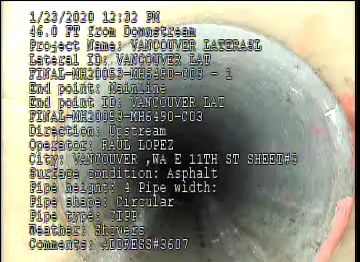 1/23/2020 12:32 PM
46.0 FT from Downstream
Project Name: VANCOUVER LATERASL
Lateral ID: VANCOUVER LAT
FINAL-MH20053-MH6490-C03 - 1
End point: Mainline
End point ID: VANCOUVER LAT
FINAL-MH20053-MH6490-C03
Direction: Upstream
Operator: RAUL LOPEZ
City: VANCOUVER ,WA E 11TH ST SHEET#5
Surface condition: Asphalt
Pipe height: 4 Pipe width:
Pipe shape: Circular
Pipe type: CIPP
Weather: Showers
Comments: ADDRESS#3607